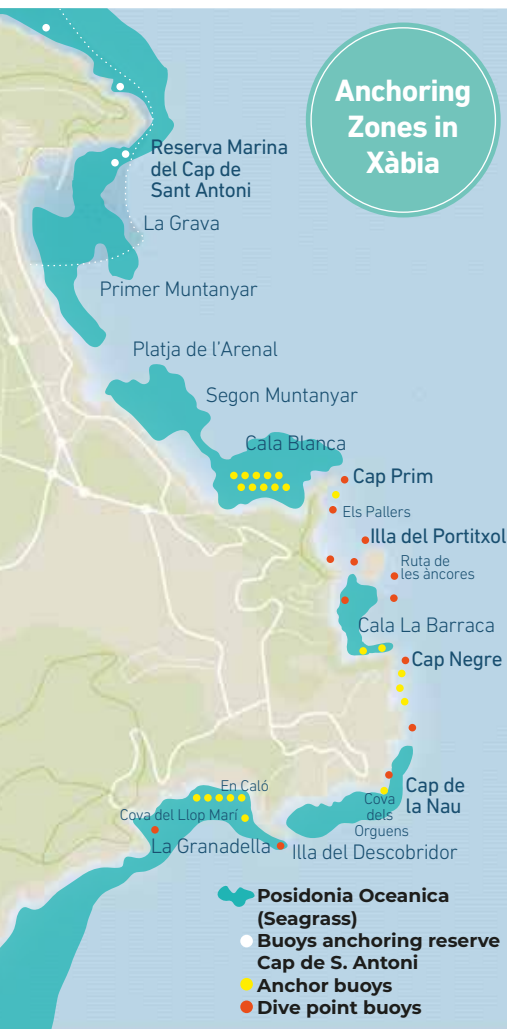 Anchoring
Zones in
Xàbia
Reserva Marina
del Cap de
Sant Antoni
La Grava
Primer Muntanyar
Platja de l'Arenal
Segon Muntanyar
Cala Blanca
Cap Prim
Els Pallers
Illa del Portitxol
Ruta de
les àncores
Cala La Barraca
Cap Negre
Cap de
la Nau
Cova
dels
Orguens
En Caló
Cova del Llop Marí
La Granadella
Illa del Descobridor
Posidonia Oceanica
(Seagrass)
Buoys anchoring reserve
Cap de S. Antoni
Anchor buoys
Dive point buoys